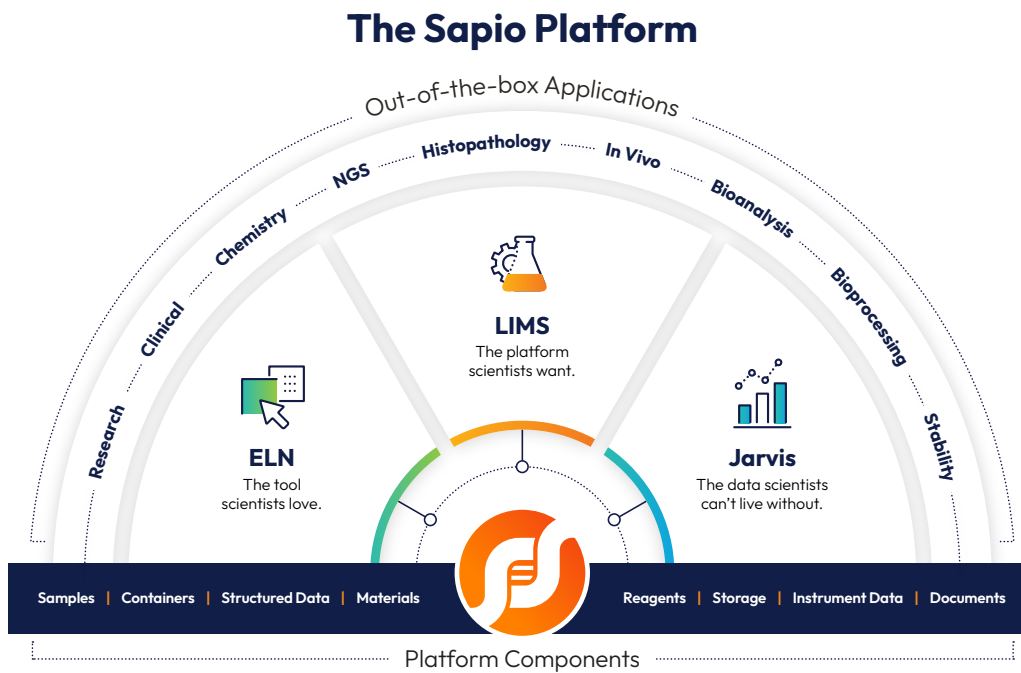 The Sapio Platform
Out-of-the-box Applications
Research
Clinical
Chemistry
NGS
Histopathology
In Vivo
Bioanalysis
Bioprocessing
Stability
LIMS
The platform
scientists want.
ELN
The tool
scientists love.
Jarvis
The data scientists
can't live without.
Samples | Containers | Structured Data | Materials
Reagents | Storage | Instrument Data | Documents
Platform Components